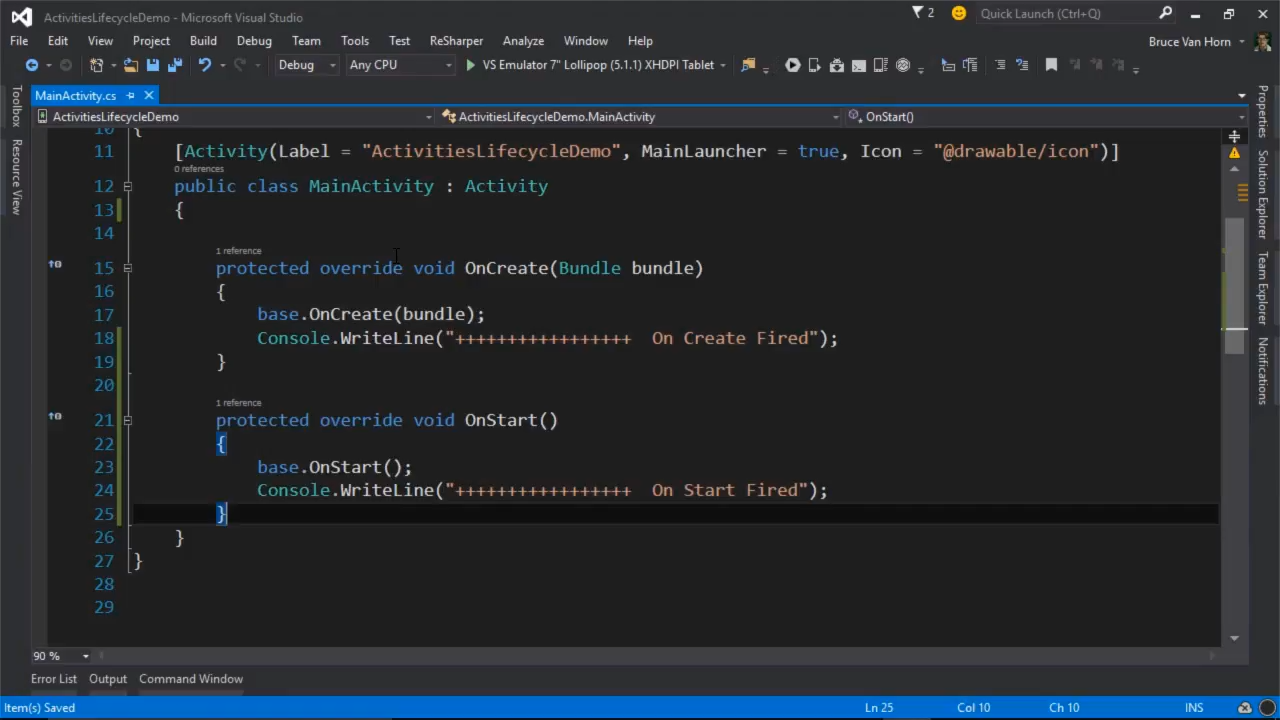 ActivitiesLifecycleDemo - Microsoft Visual Studio
2
Quick Launch (Ctrl+Q)
File Edit View Project Build Debug Team Tools Test ReSharper Analyze Window Help
Bruce Van Horn
Debug Any CPU VS Emulator 7" Lollipop (5.1.1) XHDPI Tablet
MainActivity.cs
ActivitiesLifecycleDemo ActivitiesLifecycleDemo.MainActivity OnStart()
Toolbox
Resource View
Properties
Solution Explorer
Team Explorer
Notifications
10 {
11 [Activity(Label = "ActivitiesLifecycleDemo", MainLauncher = true, Icon = "@drawable/icon")]
0 references
12 public class MainActivity : Activity
13 {
14
1 reference
15 protected override void OnCreate(Bundle bundle)
16 {
17 base.OnCreate(bundle);
18 Console.WriteLine("+++++++++++++++++ On Create Fired");
19 }
20
1 reference
21 protected override void OnStart()
22 {
23 base.OnStart();
24 Console.WriteLine("+++++++++++++++++ On Start Fired");
25 }
26 }
27 }
28
29
90 %
Error List Output Command Window
Item(s) Saved Ln 25 Col 10 Ch 10 INS